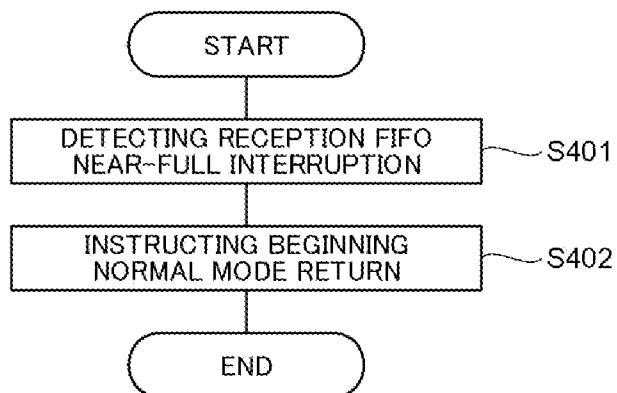 START
DETECTING RECEPTION FIFO
NEAR-FULL INTERRUPTION
S401
INSTRUCTING BEGINNING
NORMAL MODE RETURN
S402
END